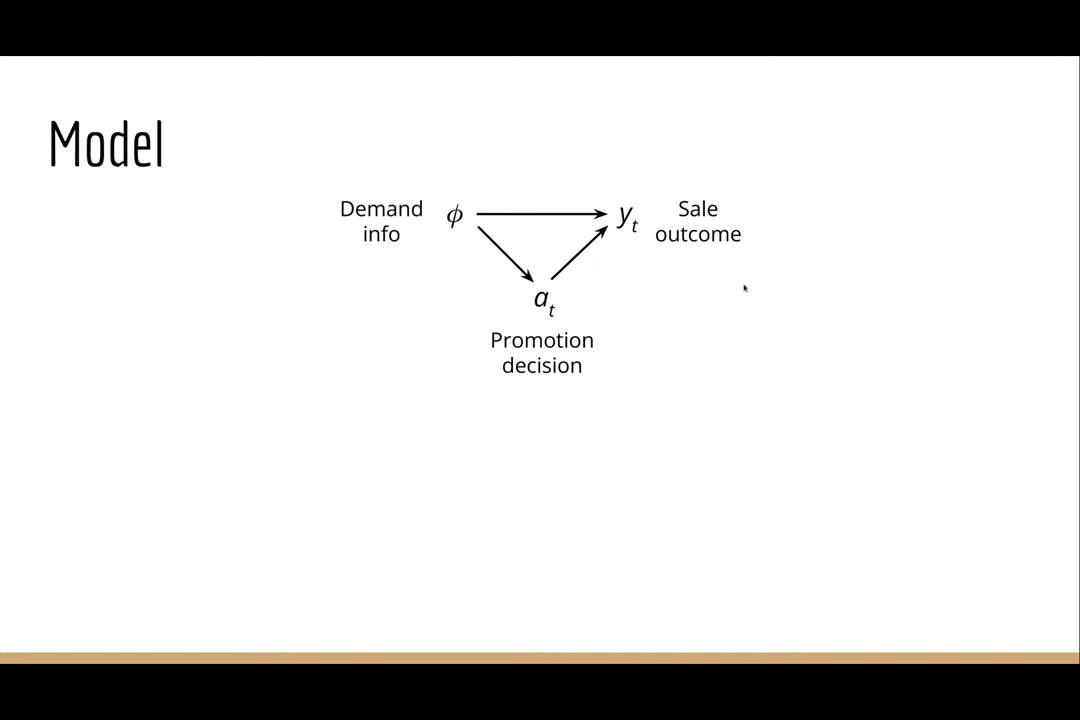 Model
Demand
info
ϕ
y_t
Sale
outcome
a_t
Promotion
decision